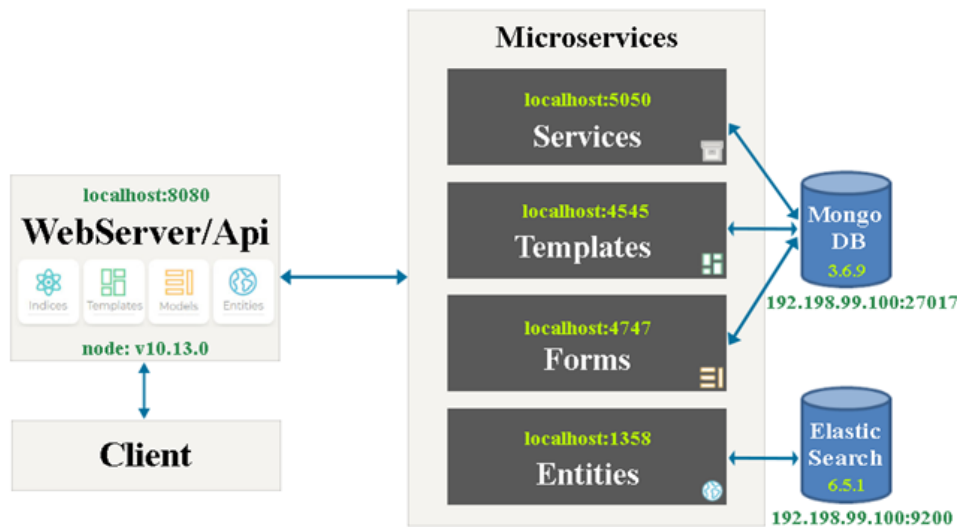 Microservices
localhost:5050
Services
localhost:4545
Templates
localhost:4747
Forms
localhost:1358
Entities
localhost:8080
WebServer/Api
Indices Templates Models Entities
node: v10.13.0
Client
Mongo
DB
3.6.9
192.198.99.100:27017
Elastic
Search
6.5.1
192.198.99.100:9200